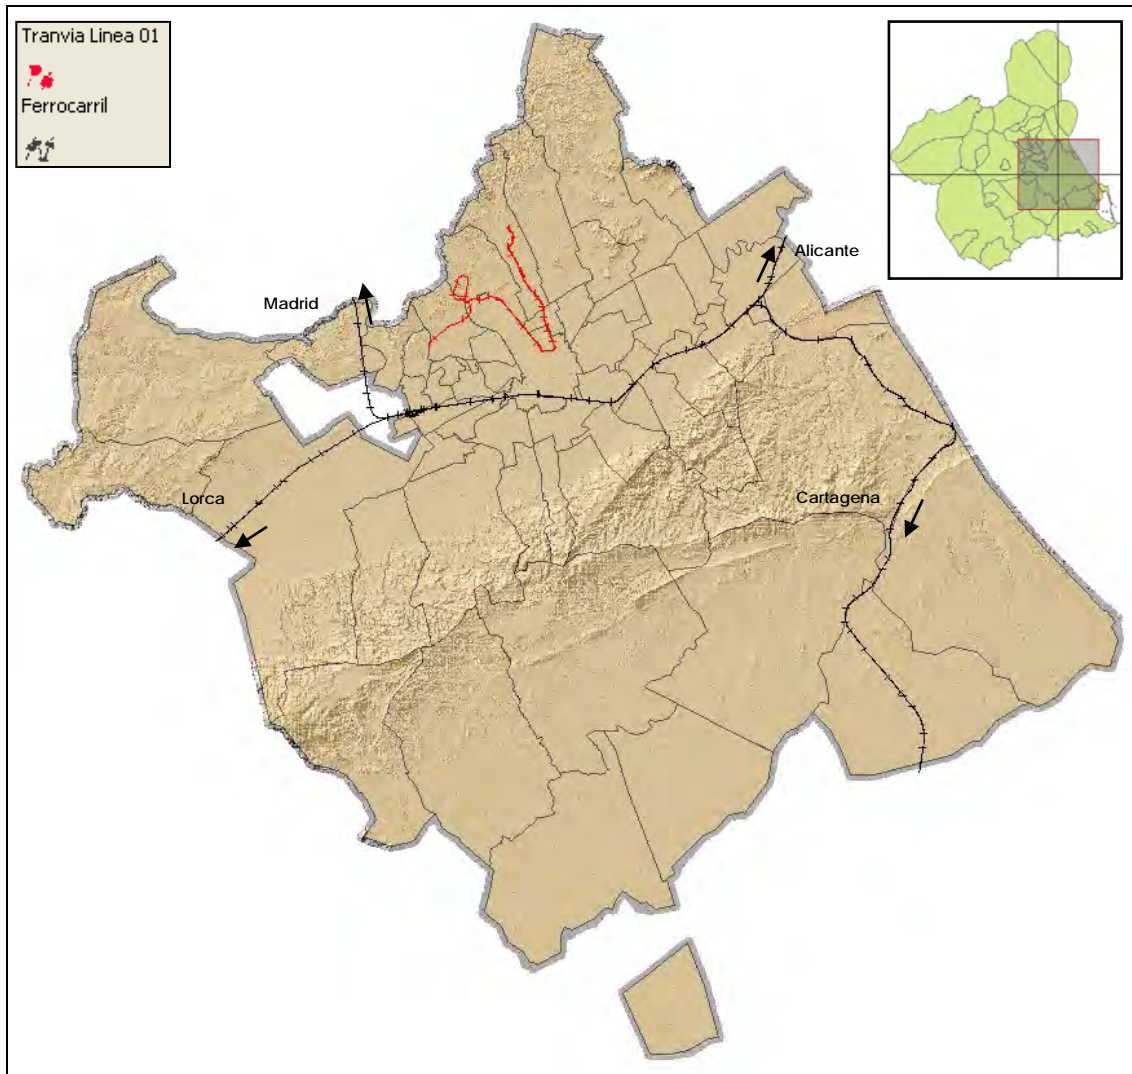 Tranvia Linea 01
Ferrocarril
Alicante
Madrid
Lorca
Cartagena